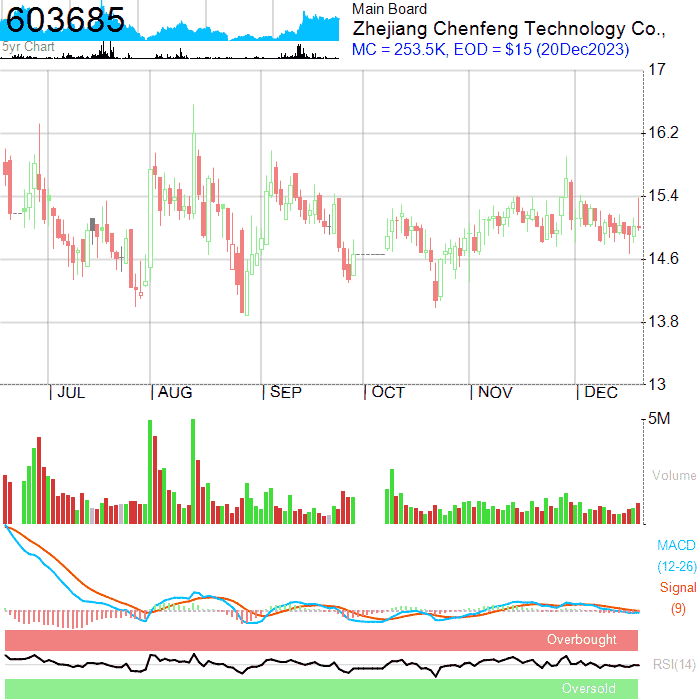 603685
5yr Chart
Main Board
Zhejiang Chenfeng Technology Co.,
MC = 253.5K, EOD = $15 (20Dec2023)
17
16.2
15.4
14.6
13.8
13
JUL AUG SEP OCT NOV DEC
5M
Volume
MACD
(12-26)
Signal
(9)
Overbought
RSI(14)
Oversold